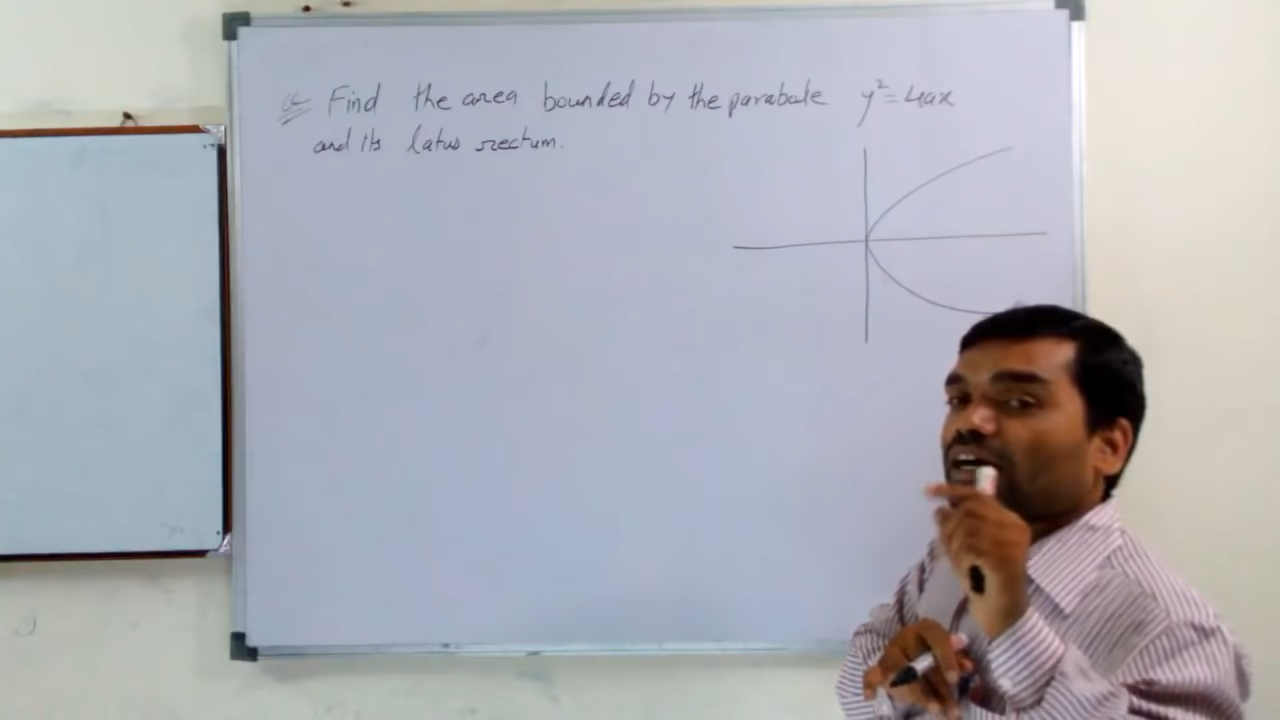 Q Find the area bounded by the parabola y² = 4ax
and its latus rectum.